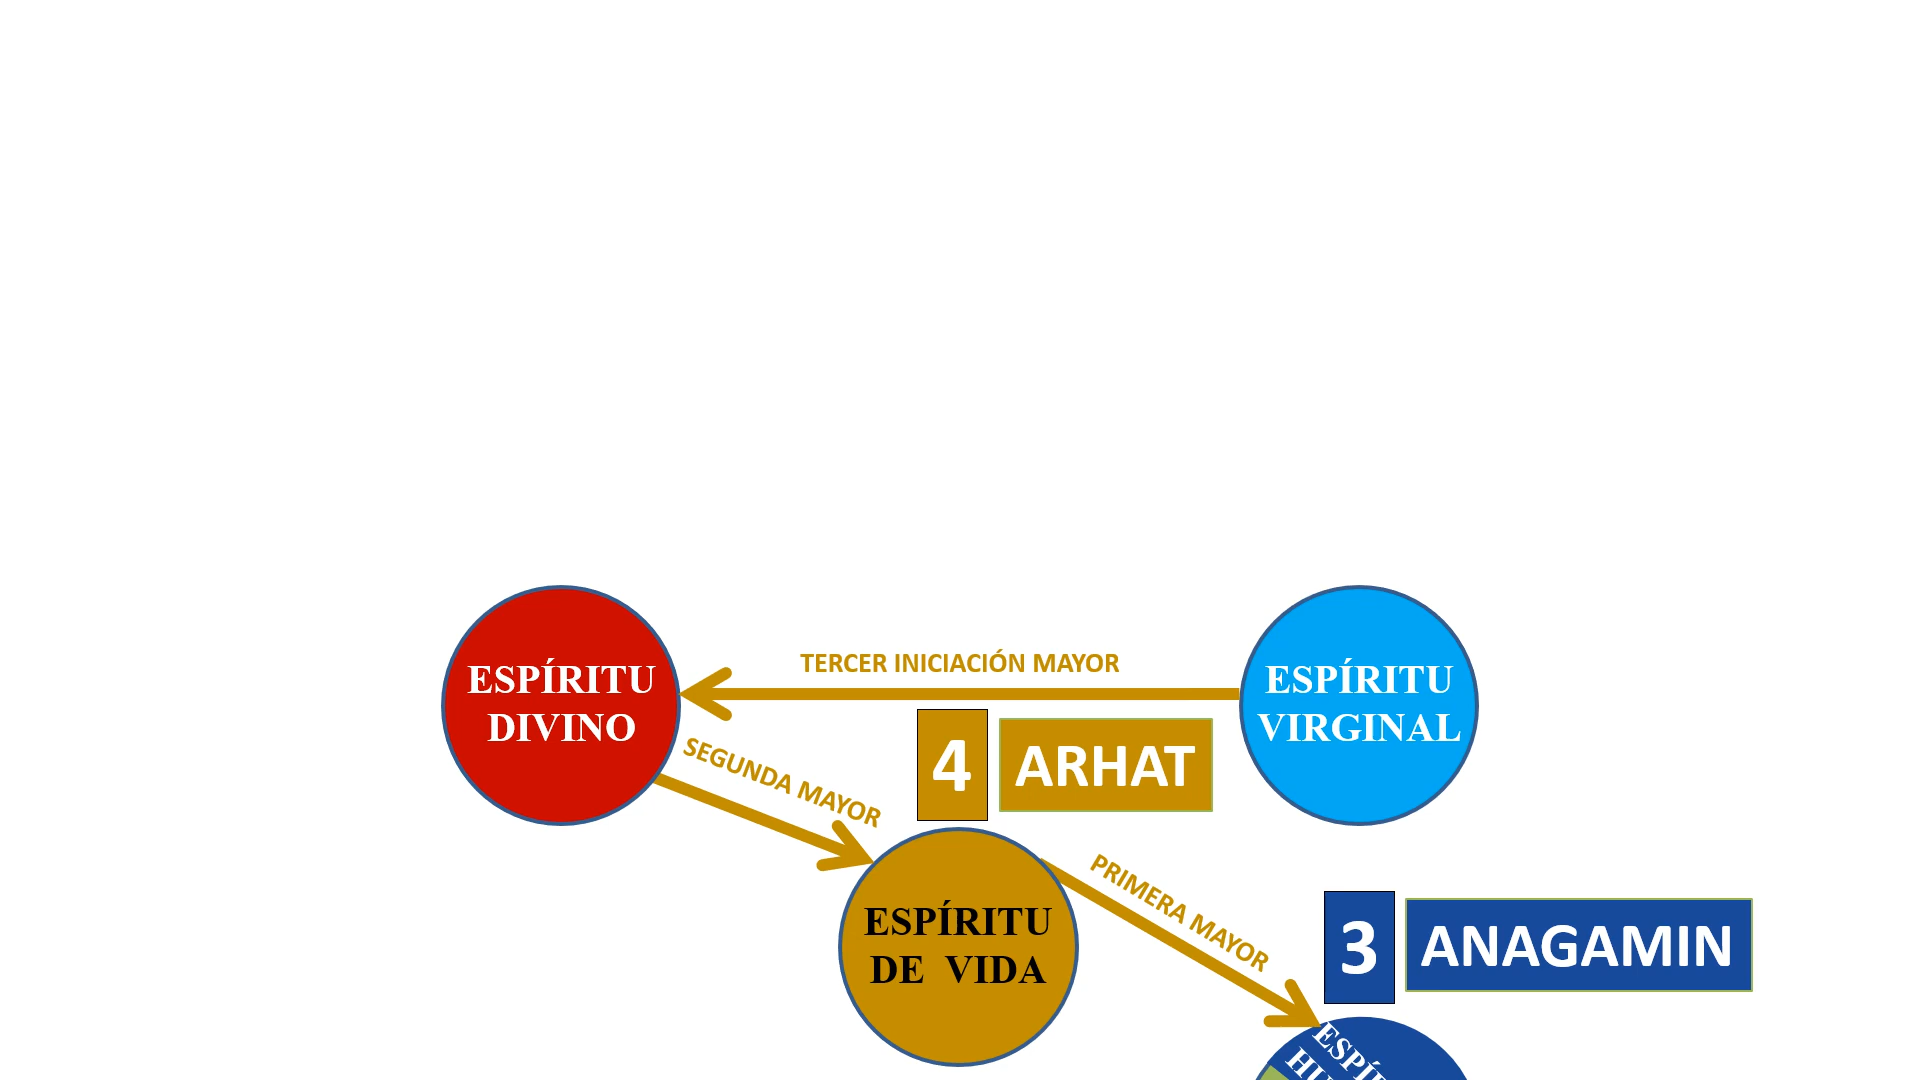 TERCER INICIACIÓN MAYOR
ESPÍRITU
DIVINO
ESPÍRITU
VIRGINAL
SEGUNDA MAYOR
4
ARHAT
ESPÍRITU
DE VIDA
PRIMERA MAYOR
3
ANAGAMIN